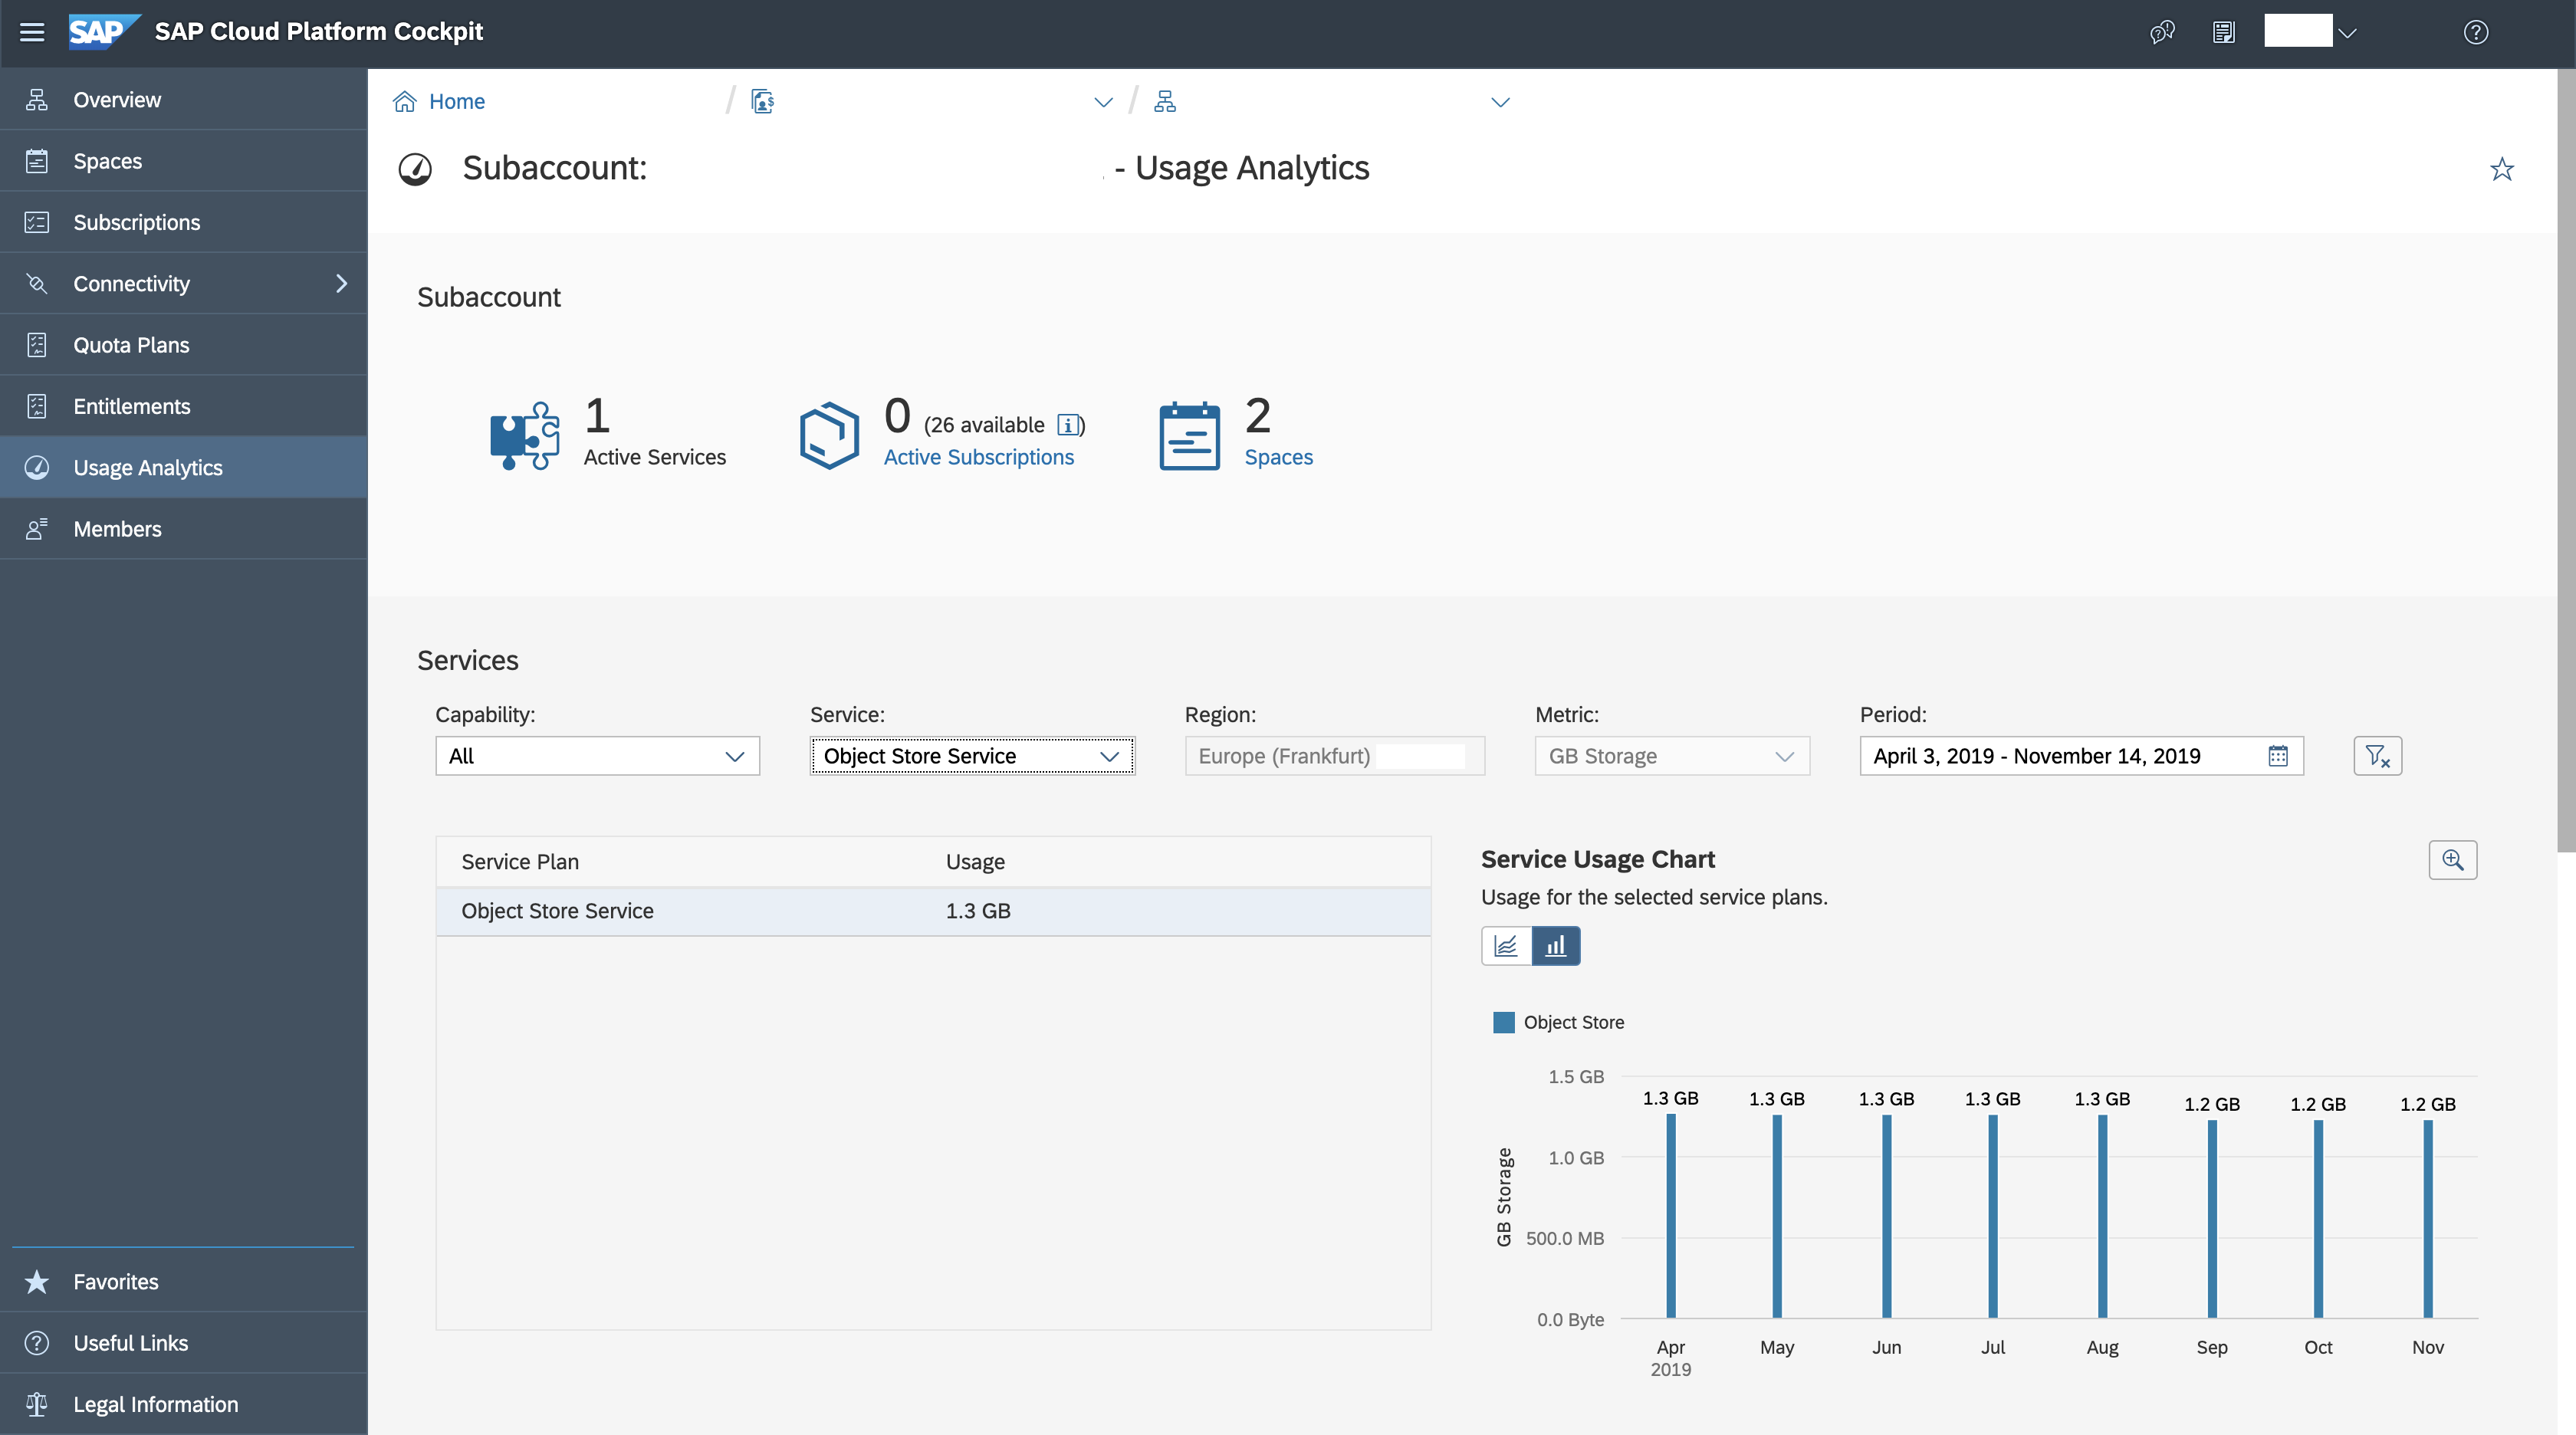 SAP SAP Cloud Platform Cockpit
Overview
Spaces
Subscriptions
Connectivity
Quota Plans
Entitlements
Usage Analytics
Members
Favorites
Useful Links
Legal Information
Home / /
Subaccount: - Usage Analytics
Subaccount
1
Active Services
0 (26 available i)
Active Subscriptions
2
Spaces
Services
Capability: Service: Region: Metric: Period:
All Object Store Service Europe (Frankfurt) GB Storage April 3, 2019 - November 14, 2019
Service Plan Usage
Object Store Service 1.3 GB
Service Usage Chart
Usage for the selected service plans.
Object Store
GB Storage
1.5 GB
1.0 GB
500.0 MB
0.0 Byte
1.3 GB 1.3 GB 1.3 GB 1.3 GB 1.3 GB 1.2 GB 1.2 GB 1.2 GB
Apr May Jun Jul Aug Sep Oct Nov
2019